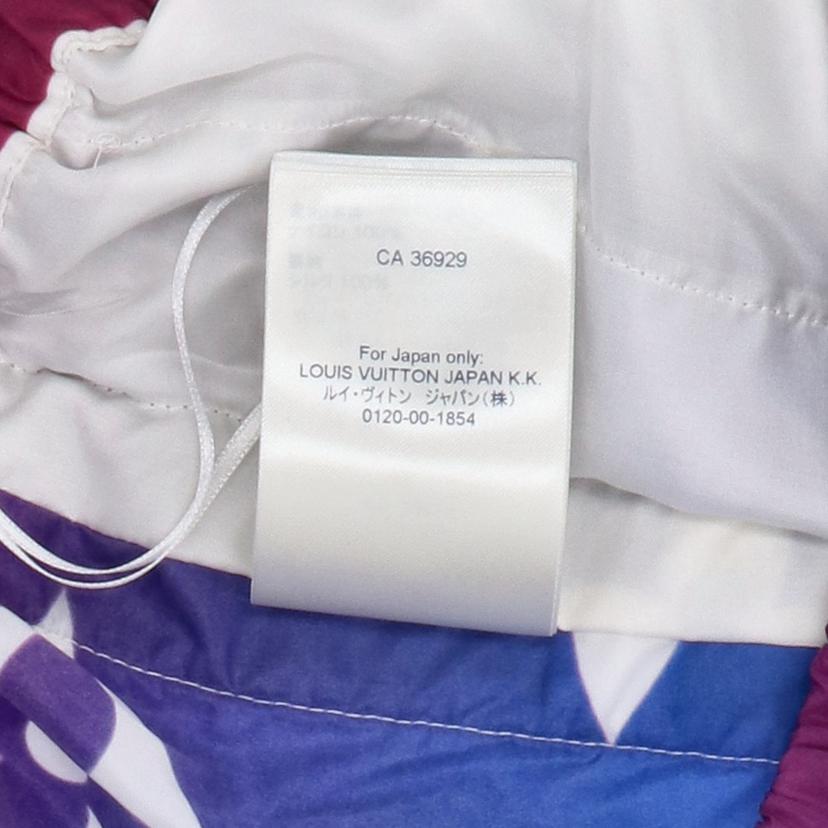 CA 36929
For Japan only:
LOUIS VUITTON JAPAN K.K.
ルイ・ヴィトン ジャパン(株)
0120-00-1854